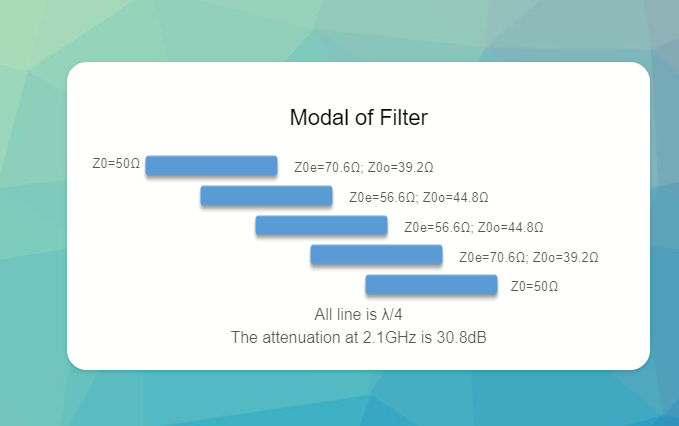 Modal of Filter
Z0=50Ω
Z0e=70.6Ω; Z0o=39.2Ω
Z0e=56.6Ω; Z0o=44.8Ω
Z0e=56.6Ω; Z0o=44.8Ω
Z0e=70.6Ω; Z0o=39.2Ω
Z0=50Ω
All line is λ/4
The attenuation at 2.1GHz is 30.8dB